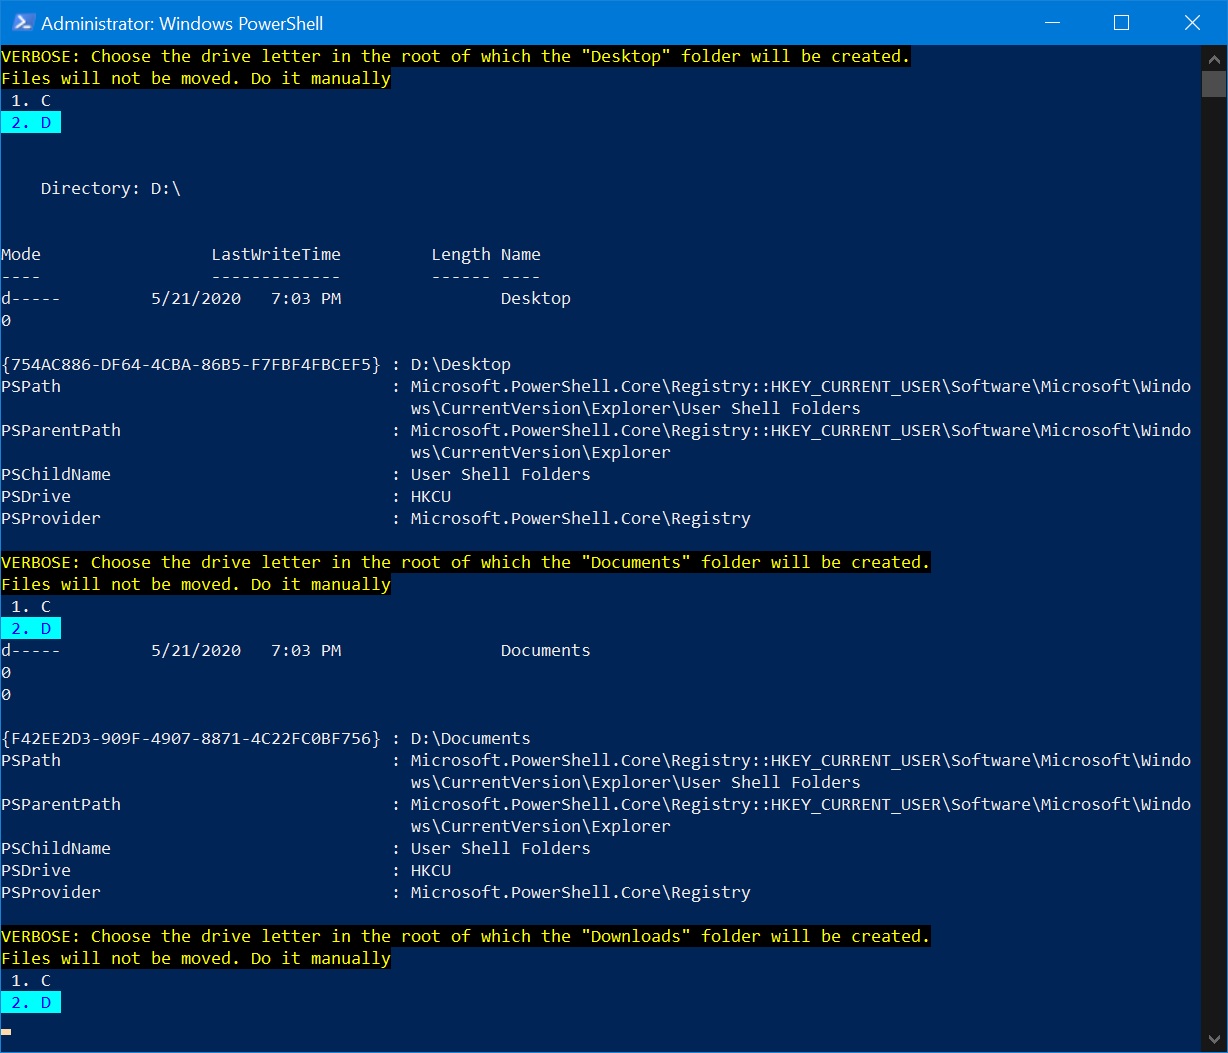 Administrator: Windows PowerShell
VERBOSE: Choose the drive letter in the root of which the "Desktop" folder will be created.
Files will not be moved. Do it manually
1. C
2. D
Directory: D:\
Mode LastWriteTime Length Name
---- ------------- ------ ----
d----- 5/21/2020 7:03 PM Desktop
0
{754AC886-DF64-4CBA-86B5-F7FBF4FBCEF5} : D:\Desktop
PSPath : Microsoft.PowerShell.Core\Registry::HKEY_CURRENT_USER\Software\Microsoft\Windo
ws\CurrentVersion\Explorer\User Shell Folders
PSParentPath : Microsoft.PowerShell.Core\Registry::HKEY_CURRENT_USER\Software\Microsoft\Windo
ws\CurrentVersion\Explorer
PSChildName : User Shell Folders
PSDrive : HKCU
PSProvider : Microsoft.PowerShell.Core\Registry
VERBOSE: Choose the drive letter in the root of which the "Documents" folder will be created.
Files will not be moved. Do it manually
1. C
2. D
d----- 5/21/2020 7:03 PM Documents
0
0
{F42EE2D3-909F-4907-8871-4C22FC0BF756} : D:\Documents
PSPath : Microsoft.PowerShell.Core\Registry::HKEY_CURRENT_USER\Software\Microsoft\Windo
ws\CurrentVersion\Explorer\User Shell Folders
PSParentPath : Microsoft.PowerShell.Core\Registry::HKEY_CURRENT_USER\Software\Microsoft\Windo
ws\CurrentVersion\Explorer
PSChildName : User Shell Folders
PSDrive : HKCU
PSProvider : Microsoft.PowerShell.Core\Registry
VERBOSE: Choose the drive letter in the root of which the "Downloads" folder will be created.
Files will not be moved. Do it manually
1. C
2. D